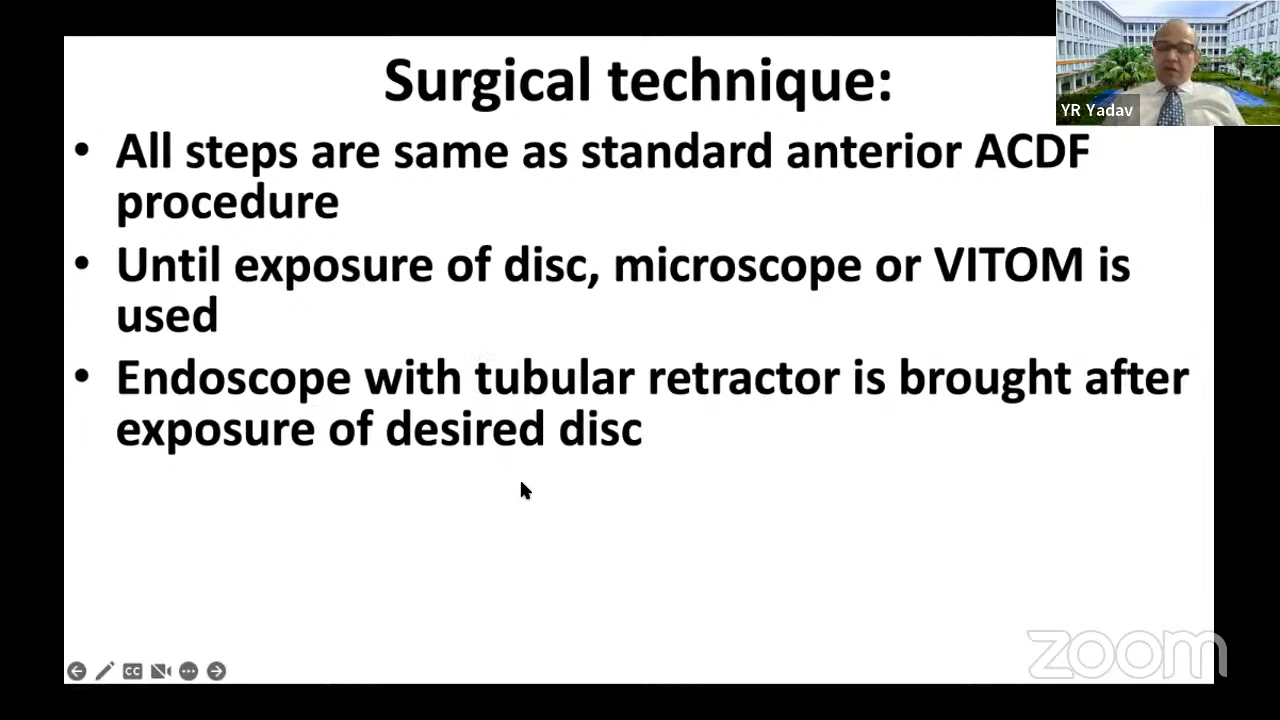 Surgical technique:
• All steps are same as standard anterior ACDF
procedure
• Until exposure of disc, microscope or VITOM is
used
• Endoscope with tubular retractor is brought after
exposure of desired disc
YR Yadav
CC
zoom